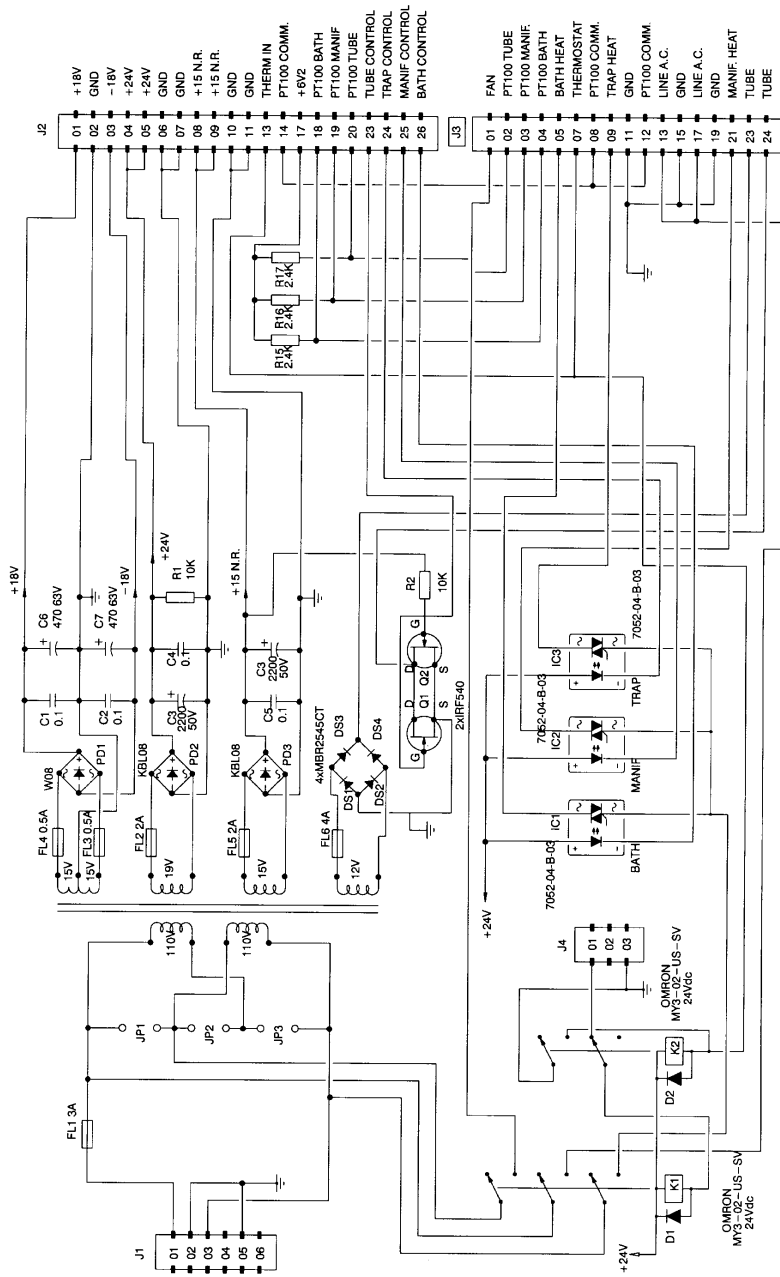 J2
01 +18V
02 GND
03 -18V
04 +24V
05 +24V
06 GND
07 GND
08 +15 N.R.
09 +15 N.R.
10 GND
11 GND
13 THERM IN
14 PT100 COMM.
17 +6V2
18 PT100 BATH
19 PT100 MANIF
20 PT100 TUBE
23 TUBE CONTROL
24 TRAP CONTROL
25 MANIF CONTROL
26 BATH CONTROL
J3
01 FAN
02 PT100 TUBE
03 PT100 MANIF.
04 PT100 BATH
05 BATH HEAT
07 THERMOSTAT
08 PT100 COMM.
09 TRAP HEAT
11 GND
12 PT100 COMM.
13 LINE A.C.
15 GND
17 LINE A.C.
19 GND
21 MANIF. HEAT
23 TUBE
24 TUBE
R15
2.4K
R16
2.4K
R17
2.4K
+18V
C1
0.1
+
C6
470 63V
C2
0.1
+
C7
470 63V
-18V
W08
PD1
FL4 0.5A
FL3 0.5A
15V
15V
+24V
C3
2200
50V
+
C4
0.1
R1
10K
KBL08
PD2
FL2 2A
19V
+15 N.R.
C5
0.1
+
C3
2200
50V
KBL08
PD3
FL5 2A
15V
4xMBR2545CT
DS3
DS4
DS1
DS2
FL6 4A
12V
G
D
S
Q1
Q2
D
S
G
2xIRF540
R2
10K
110V
110V
JP1
JP2
JP3
FL1 3A
J1
01
02
03
04
05
06
+24V
7052-04-B-03
IC1
+
-
BATH
7052-04-B-03
IC2
+
-
MANIF
7052-04-B-03
IC3
+
-
TRAP
J4
01
02
03
OMRON
MY3-02-US-SV
24Vdc
K2
D2
K1
D1
OMRON
MY3-02-US-SV
24Vdc
+24V